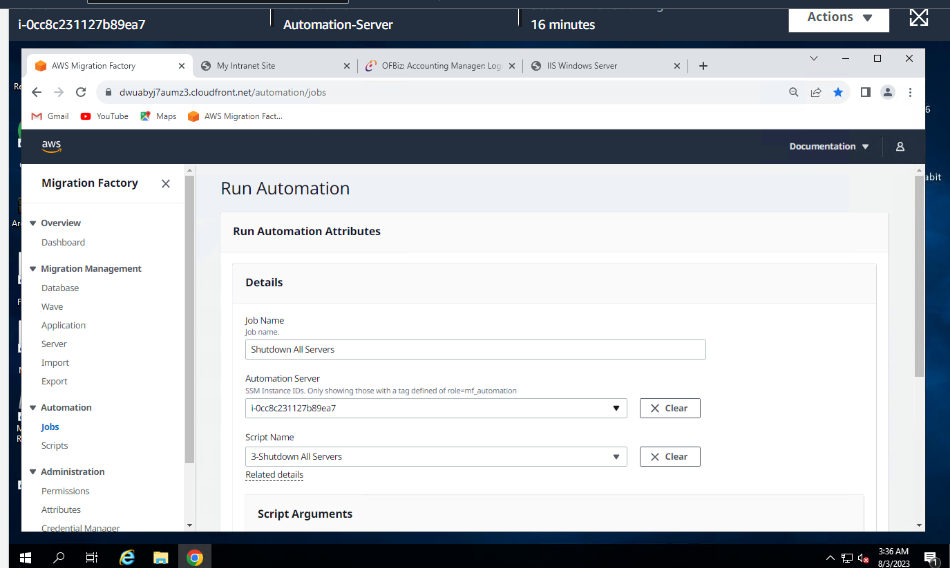 i-0cc8c231127b89ea7
Automation-Server
16 minutes
Actions
AWS Migration Factory
My Intranet Site
OFBiz: Accounting Manager: Log
IIS Windows Server
dwuabyj7aumz3.cloudfront.net/automation/jobs
Gmail
YouTube
Maps
AWS Migration Fact...
aws
Documentation
Migration Factory
Run Automation
Run Automation Attributes
Overview
Dashboard
Migration Management
Database
Wave
Application
Server
Import
Export
Automation
Jobs
Scripts
Administration
Permissions
Attributes
Credential Manager
Details
Job Name
Job name.
Shutdown All Servers
Automation Server
SSM Instance IDs. Only showing those with a tag defined of role=mf_automation
i-0cc8c231127b89ea7
Clear
Script Name
3-Shutdown All Servers
Clear
Related details
Script Arguments
3:36 AM
8/3/2023
1